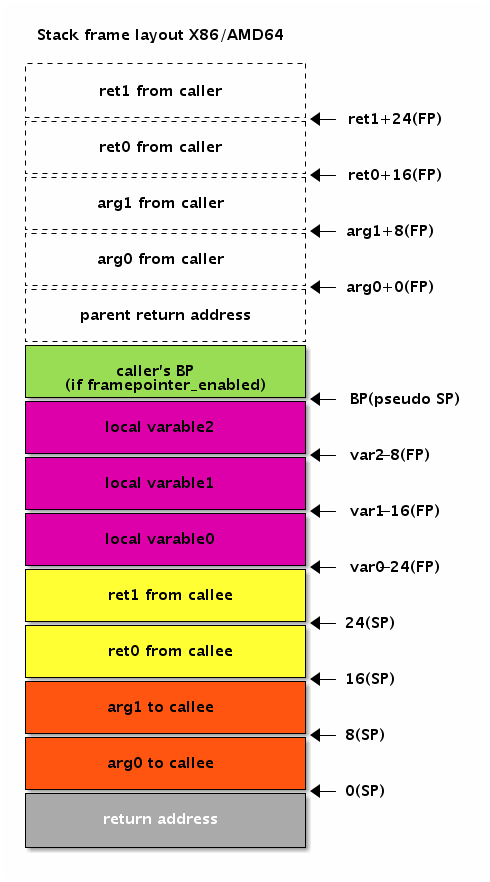 Stack frame layout X86/AMD64
ret1 from caller
ret1+24(FP)
ret0 from caller
ret0+16(FP)
arg1 from caller
arg1+8(FP)
arg0 from caller
arg0+0(FP)
parent return address
caller's BP
(if framepointer_enabled)
BP(pseudo SP)
local varable2
var2-8(FP)
local varable1
var1-16(FP)
local varable0
var0-24(FP)
ret1 from callee
24(SP)
ret0 from callee
16(SP)
arg1 to callee
8(SP)
arg0 to callee
0(SP)
return address